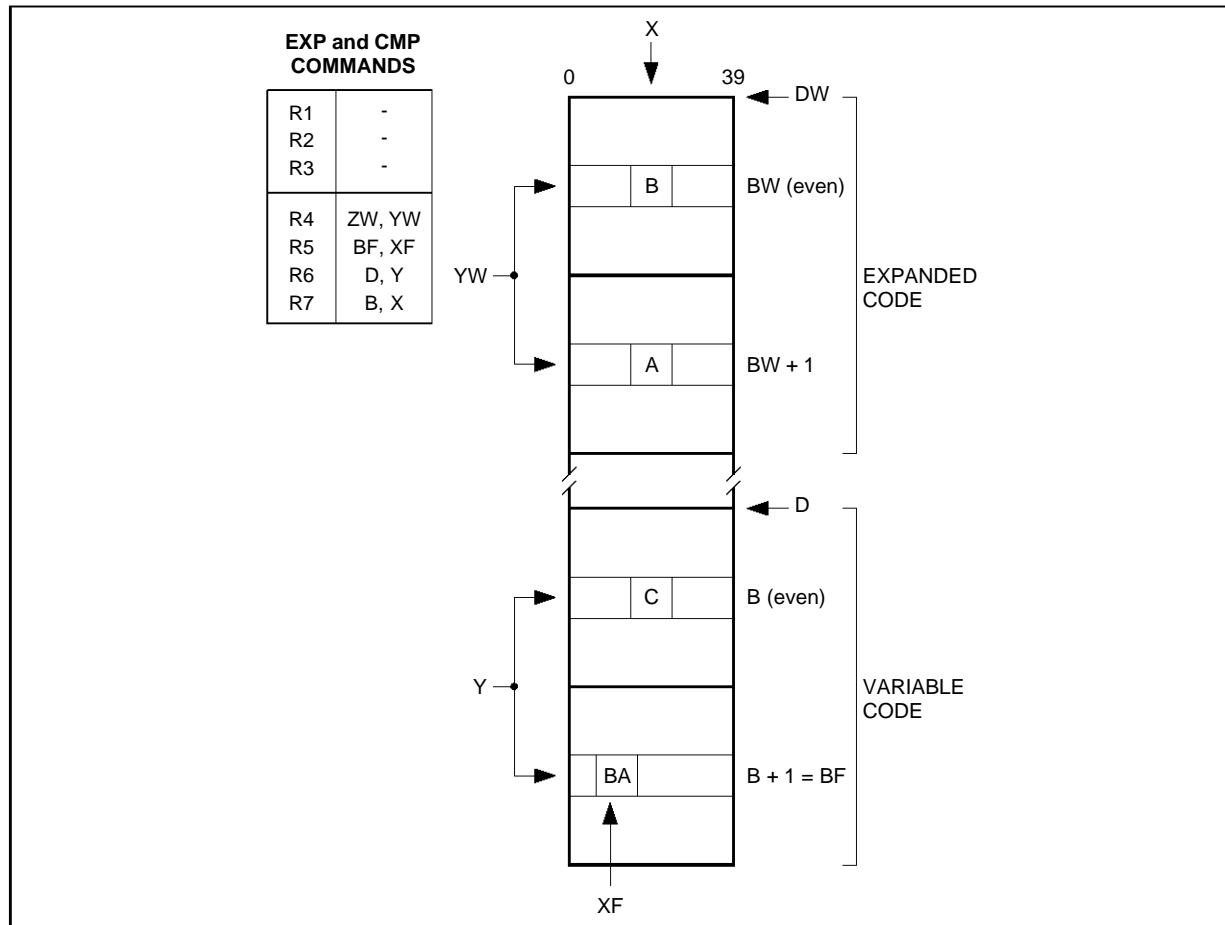 EXP and CMP
COMMANDS
R1 -
R2 -
R3 -
R4 ZW, YW
R5 BF, XF
R6 D, Y
R7 B, X
X
0 39
DW
B BW (even)
YW
EXPANDED
CODE
A BW + 1
D
C B (even)
Y
VARIABLE
CODE
BA B + 1 = BF
XF